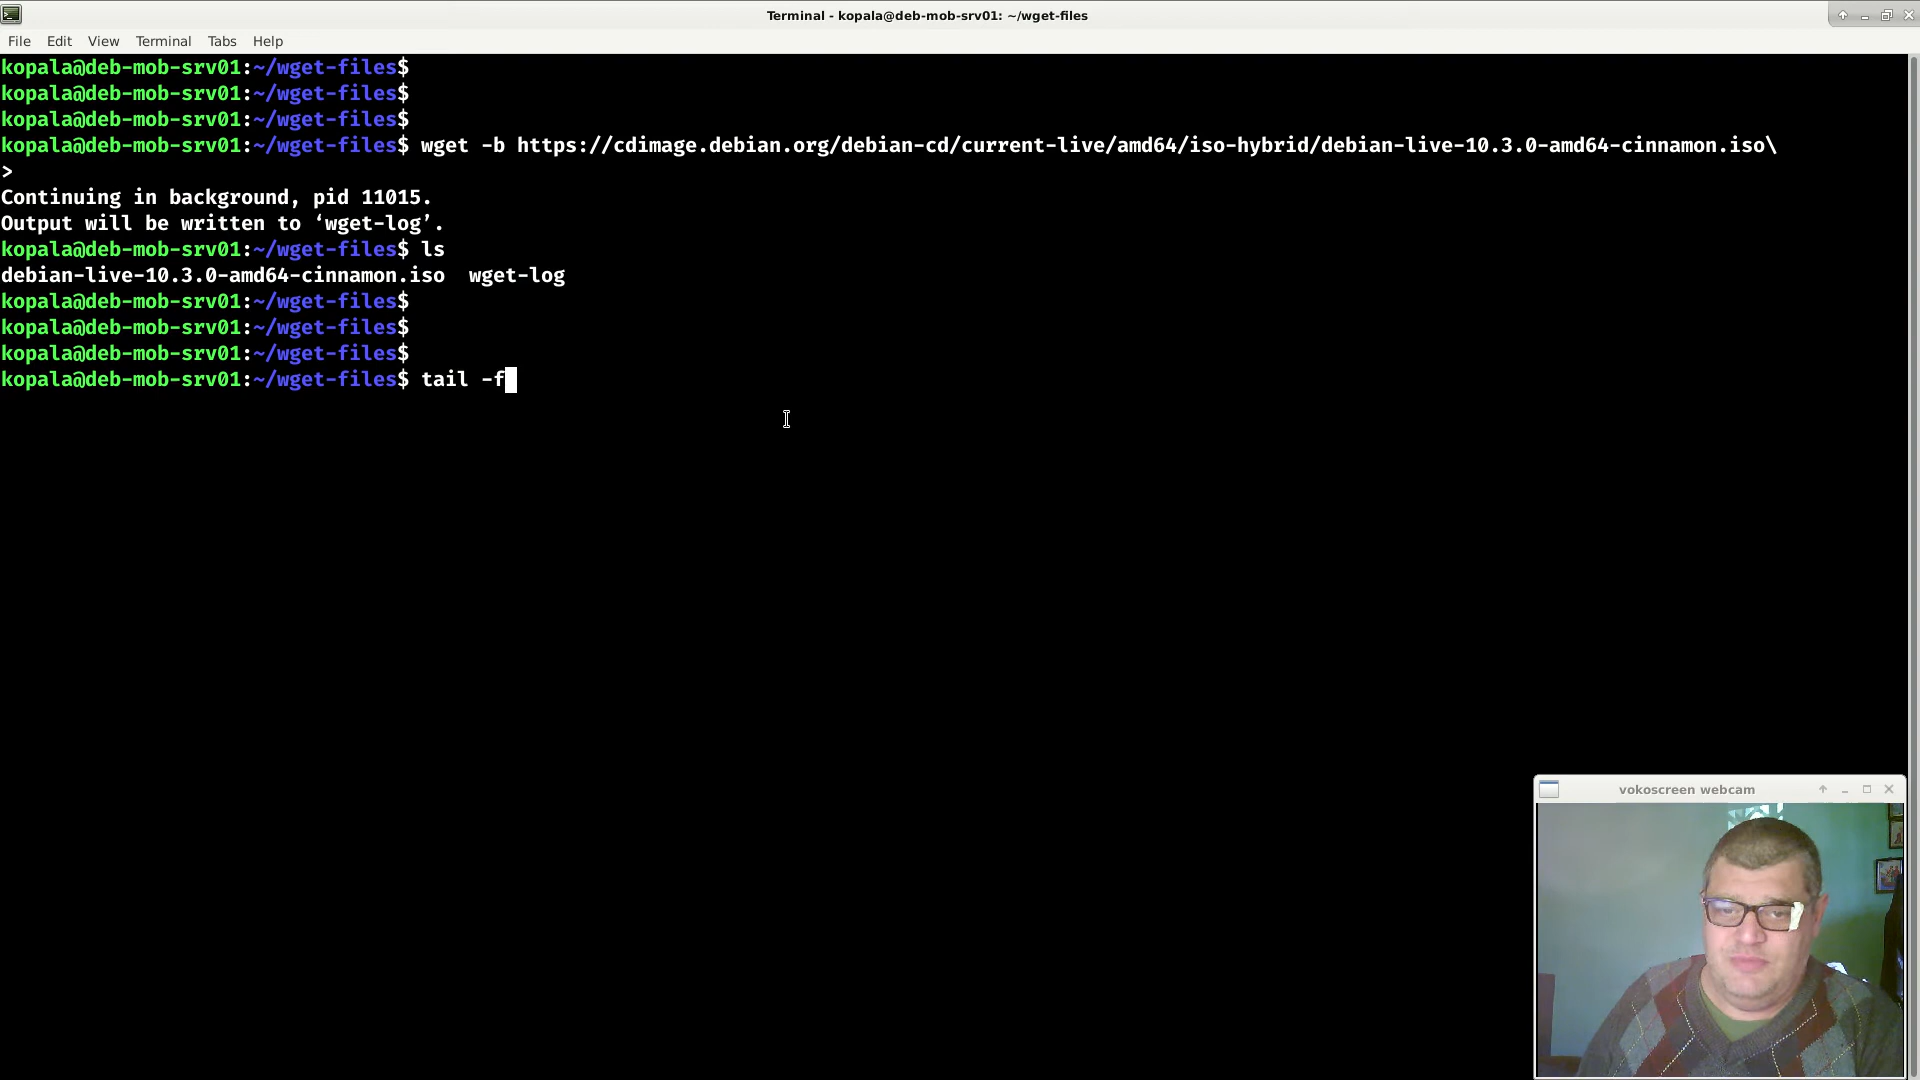 Terminal - kopala@deb-mob-srv01: ~/wget-files
File Edit View Terminal Tabs Help
kopala@deb-mob-srv01:~/wget-files$
kopala@deb-mob-srv01:~/wget-files$
kopala@deb-mob-srv01:~/wget-files$
kopala@deb-mob-srv01:~/wget-files$ wget -b https://cdimage.debian.org/debian-cd/current-live/amd64/iso-hybrid/debian-live-10.3.0-amd64-cinnamon.iso\
>
Continuing in background, pid 11015.
Output will be written to ‘wget-log’.
kopala@deb-mob-srv01:~/wget-files$ ls
debian-live-10.3.0-amd64-cinnamon.iso  wget-log
kopala@deb-mob-srv01:~/wget-files$
kopala@deb-mob-srv01:~/wget-files$
kopala@deb-mob-srv01:~/wget-files$
kopala@deb-mob-srv01:~/wget-files$ tail -f
vokoscreen webcam